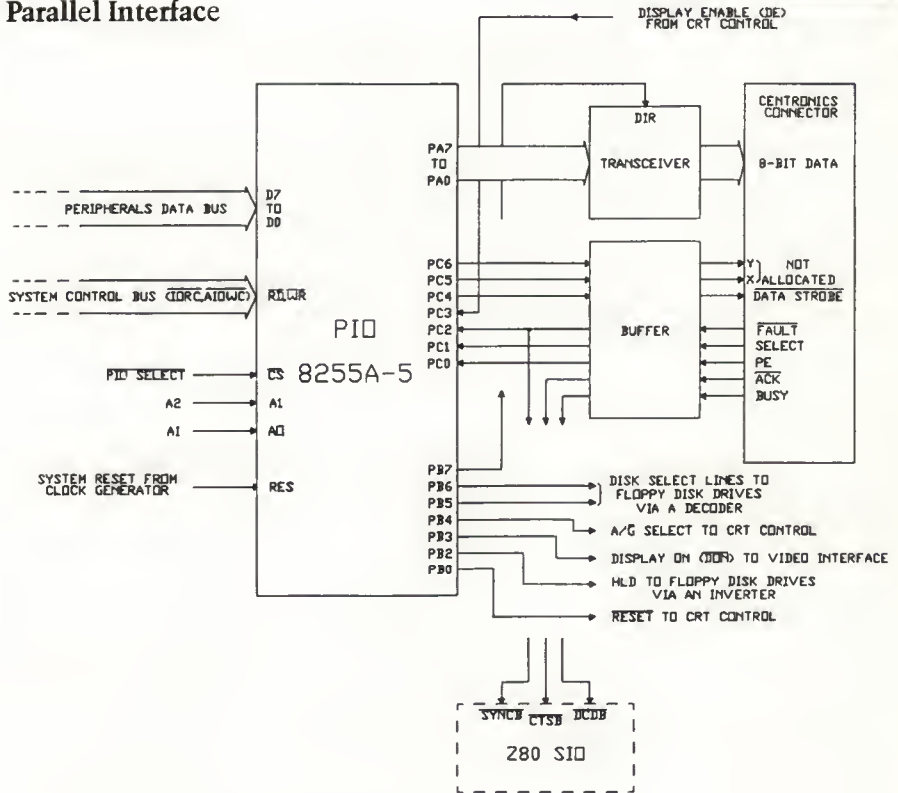 Parallel Interface
DISPLAY ENABLE (DE)
FROM CRT CONTROL
CENTRONICS
CONNECTOR
DIR
TRANSCEIVER
8-BIT DATA
PA7
TO
PA0
D7
TO
D0
PERIPHERALS DATA BUS
SYSTEM CONTROL BUS (IORC,AIOWC)
RD,WR
PIO
8255A-5
PIO SELECT
CS
A2
A1
A1
A0
SYSTEM RESET FROM
CLOCK GENERATOR
RES
PC6
PC5
PC4
PC3
PC2
PC1
PC0
BUFFER
Y
X
NOT
ALLOCATED
DATA STROBE
FAULT
SELECT
PE
ACK
BUSY
PB7
PB6
PB5
PB4
PB3
PB2
PB0
DISK SELECT LINES TO
FLOPPY DISK DRIVES
VIA A DECODER
A/G SELECT TO CRT CONTROL
DISPLAY ON (DON) TO VIDEO INTERFACE
HLD TO FLOPPY DISK DRIVES
VIA AN INVERTER
RESET TO CRT CONTROL
SYNCB
CTSB
DCDB
Z80 SIO